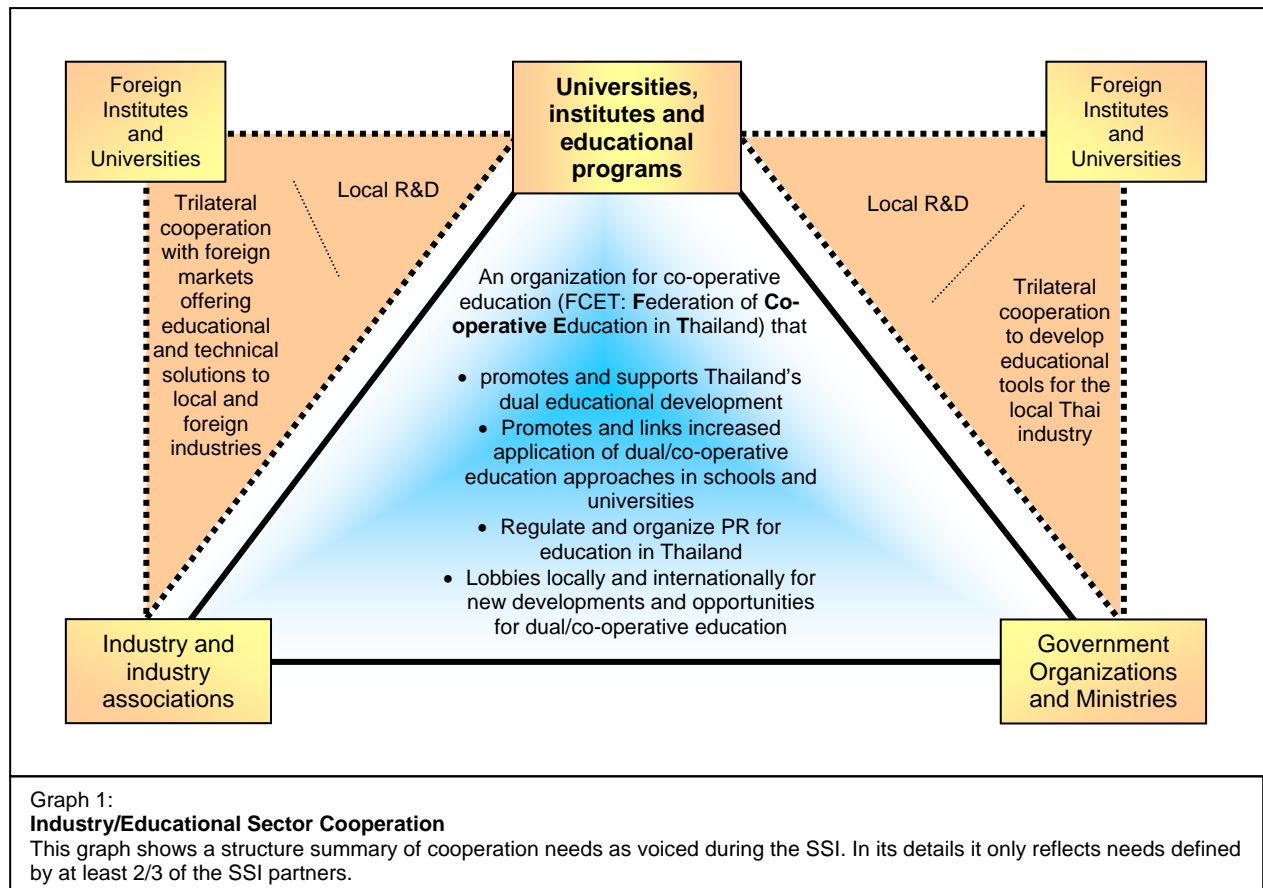 Foreign
Institutes
and
Universities
Universities,
institutes and
educational
programs
Foreign
Institutes
and
Universities
Local R&D
Trilateral
cooperation
with foreign
markets
offering
educational
and technical
solutions to
local and
foreign
industries
Local R&D
Trilateral
cooperation
to develop
educational
tools for the
local Thai
industry
An organization for co-operative
education (FCET: Federation of Co-
operative Education in Thailand) that
• promotes and supports Thailand’s
dual educational development
• Promotes and links increased
application of dual/co-operative
education approaches in schools and
universities
• Regulate and organize PR for
education in Thailand
• Lobbies locally and internationally for
new developments and opportunities
for dual/co-operative education
Industry and
industry
associations
Government
Organizations
and Ministries
Graph 1:
Industry/Educational Sector Cooperation
This graph shows a structure summary of cooperation needs as voiced during the SSI. In its details it only reflects needs defined
by at least 2/3 of the SSI partners.